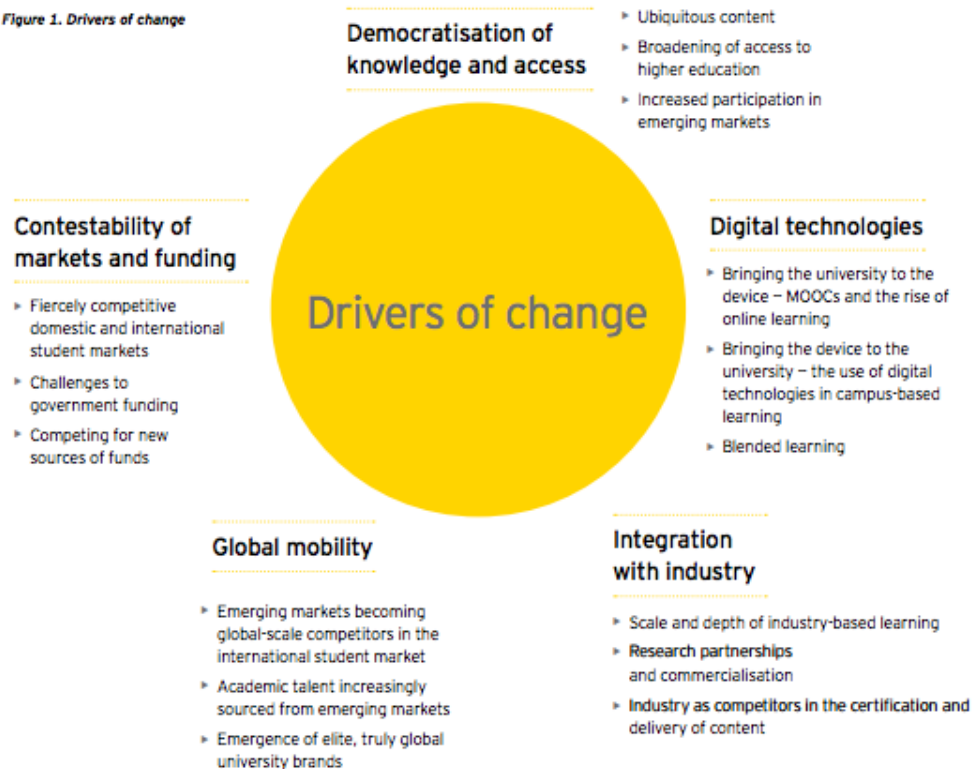 Figure 1. Drivers of change
Democratisation of
knowledge and access
▸ Ubiquitous content
▸ Broadening of access to
higher education
▸ Increased participation in
emerging markets
Contestability of
markets and funding
▸ Fiercely competitive
domestic and international
student markets
▸ Challenges to
government funding
▸ Competing for new
sources of funds
Drivers of change
Digital technologies
▸ Bringing the university to the
device – MOOCs and the rise of
online learning
▸ Bringing the device to the
university – the use of digital
technologies in campus-based
learning
▸ Blended learning
Global mobility
▸ Emerging markets becoming
global-scale competitors in the
international student market
▸ Academic talent increasingly
sourced from emerging markets
▸ Emergence of elite, truly global
university brands
Integration
with industry
▸ Scale and depth of industry-based learning
▸ Research partnerships
and commercialisation
▸ Industry as competitors in the certification and
delivery of content